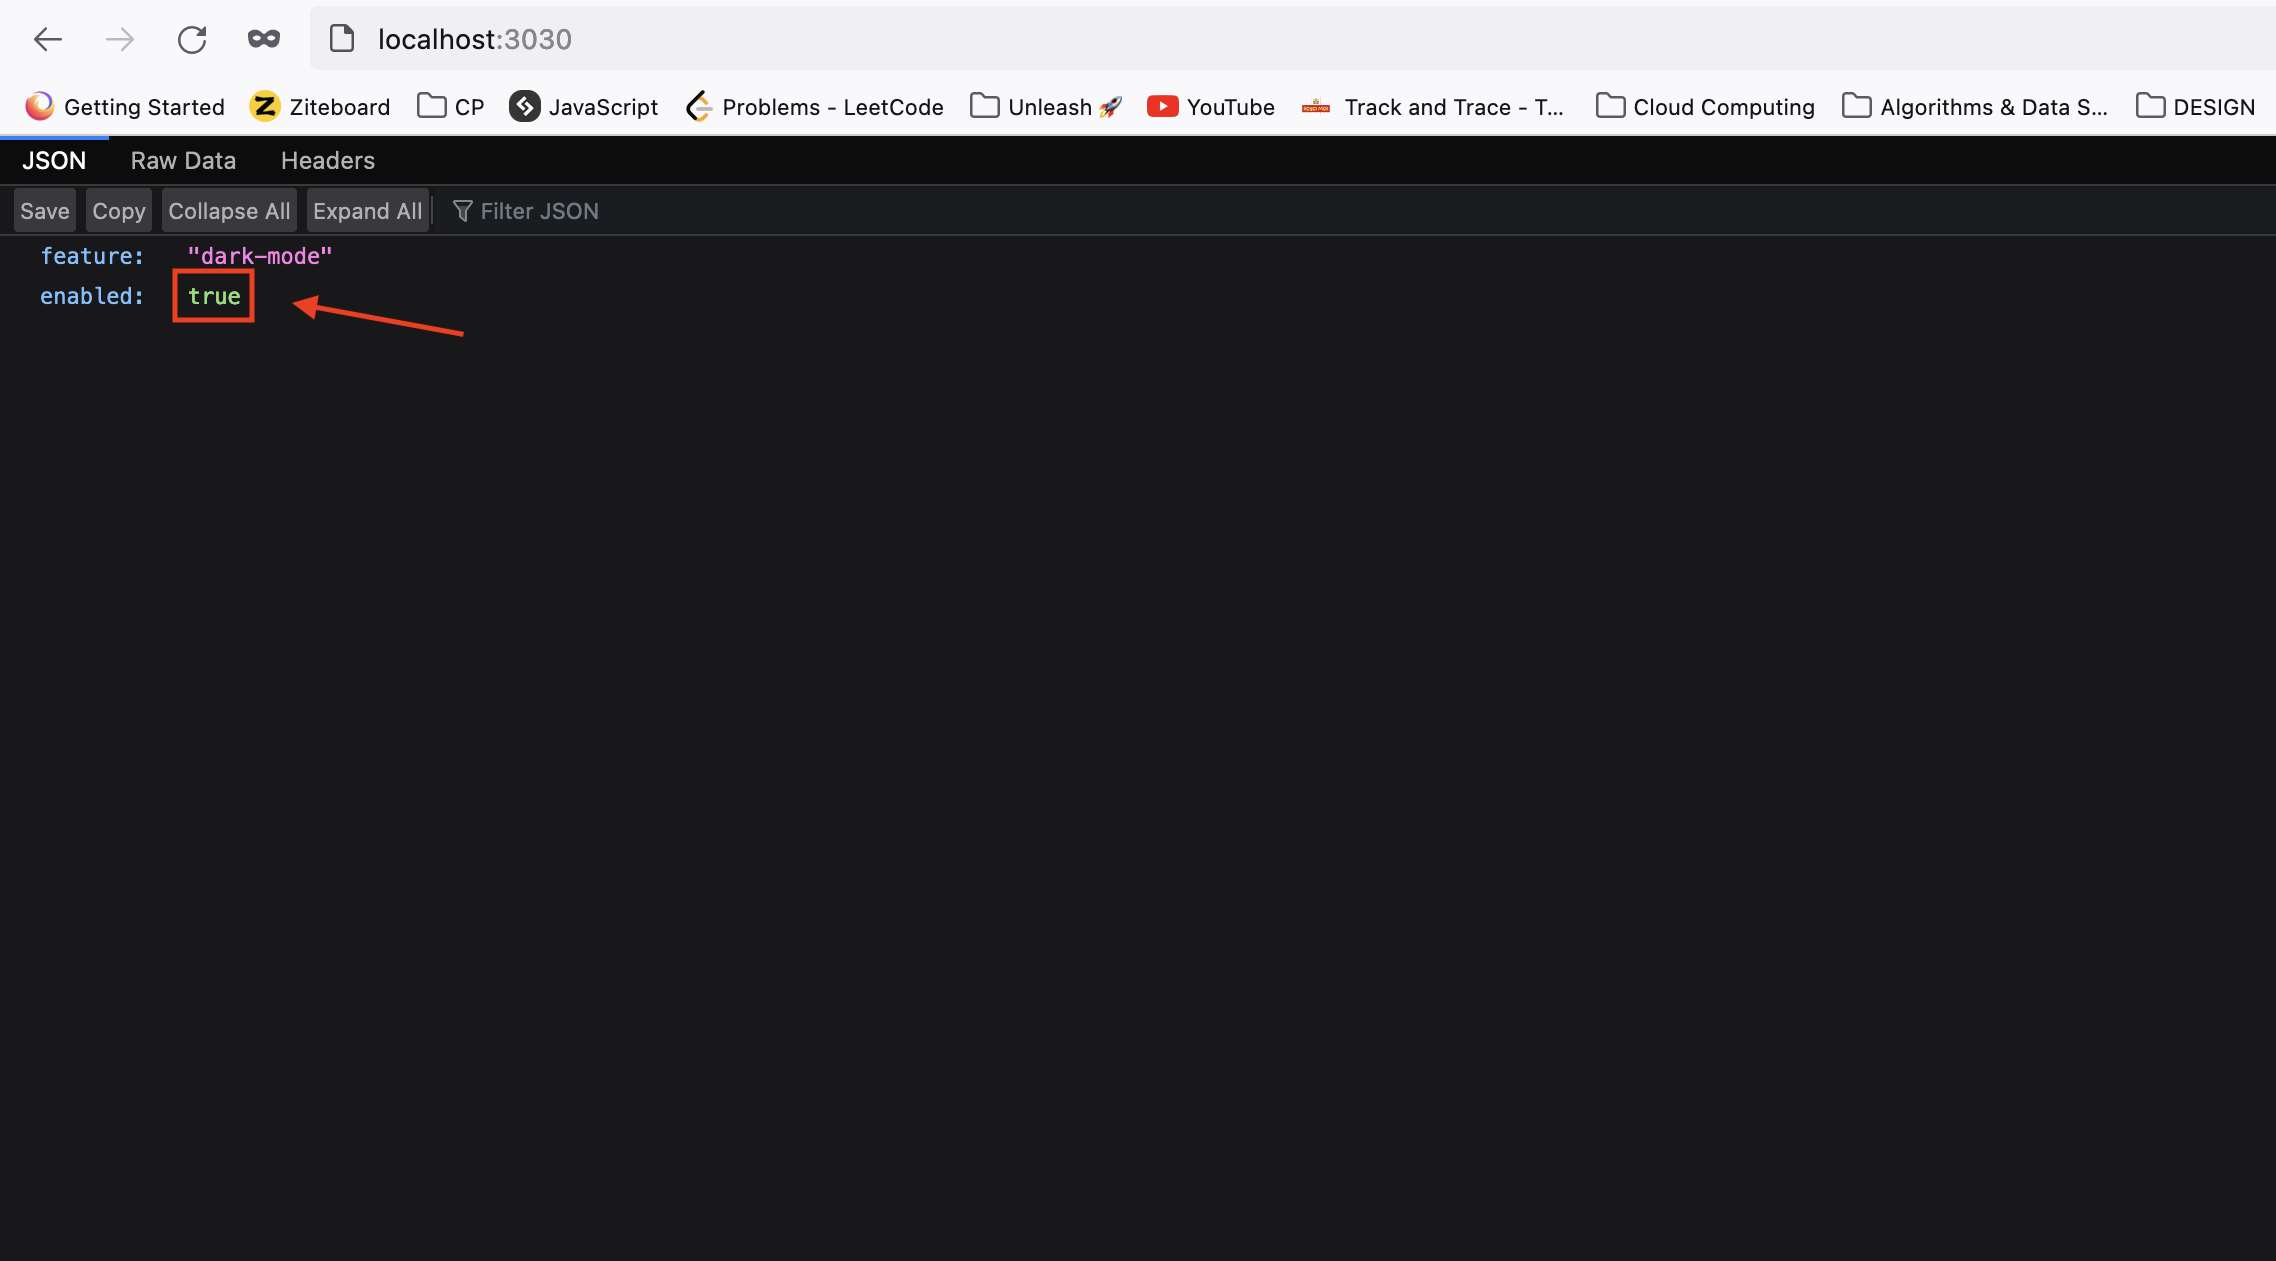 localhost:3030
Getting Started Ziteboard CP JavaScript Problems - LeetCode Unleash 🚀 YouTube Track and Trace - T... Cloud Computing Algorithms & Data S... DESIGN
JSON Raw Data Headers
Save Copy Collapse All Expand All Filter JSON
feature: "dark-mode"
enabled: true